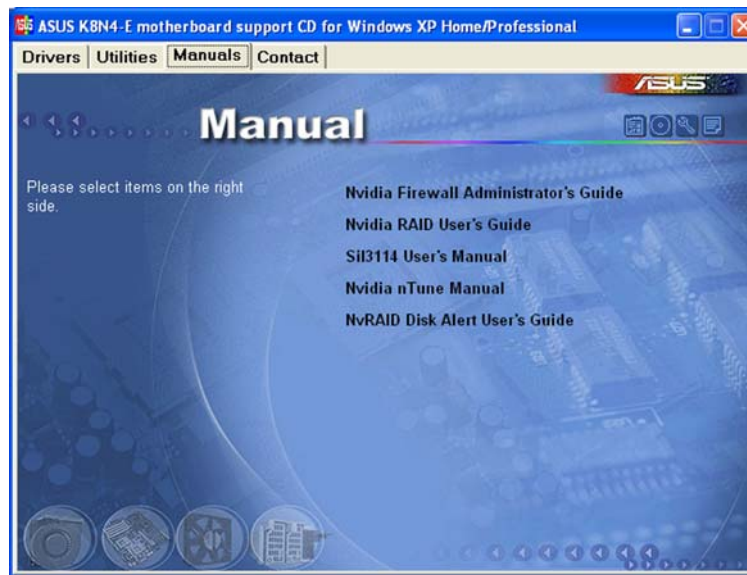 ASUS K8N4-E motherboard support CD for Windows XP Home/Professional
Drivers Utilities Manuals Contact
ASUS
Manual
Please select items on the right
side.
Nvidia Firewall Administrator's Guide
Nvidia RAID User's Guide
Sil3114 User's Manual
Nvidia nTune Manual
NvRAID Disk Alert User's Guide